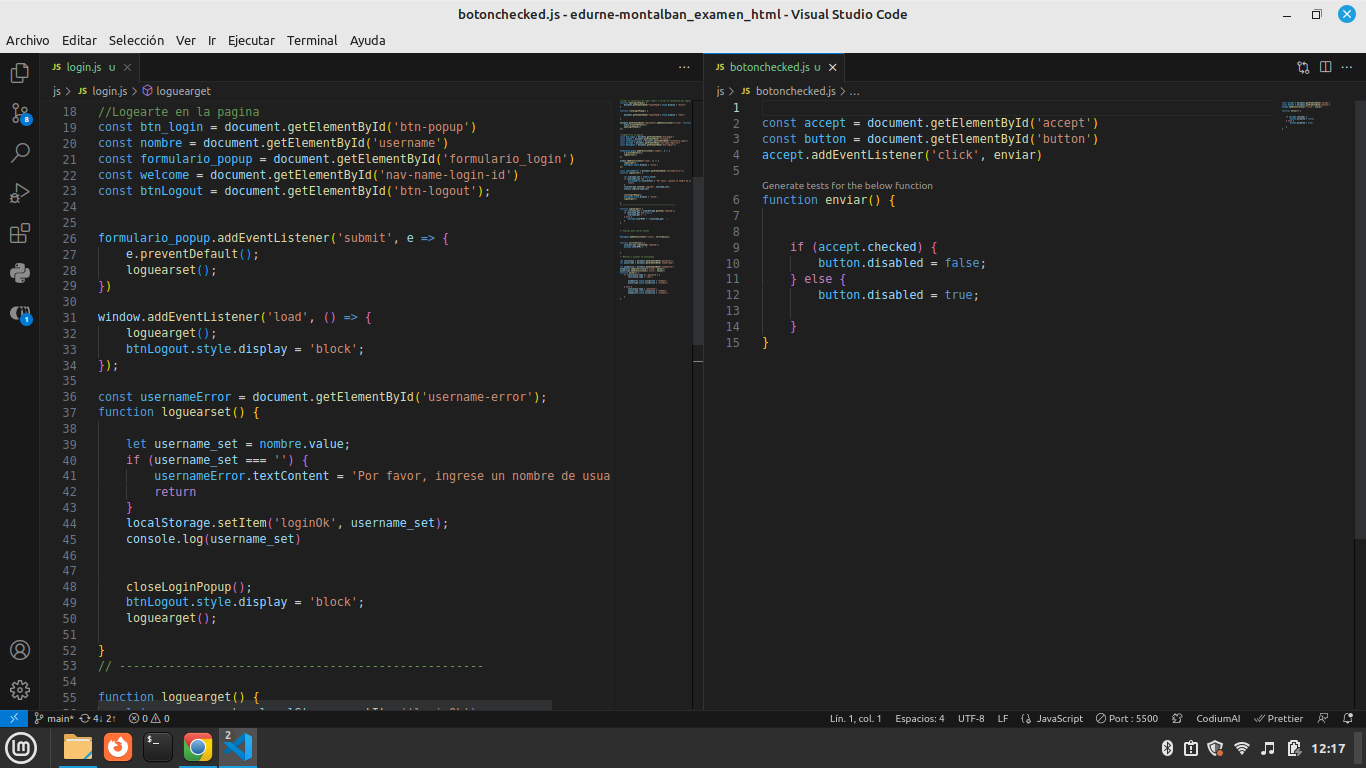 botonchecked.js - edurne-montalban_examen_html - Visual Studio Code
Archivo Editar Selección Ver Ir Ejecutar Terminal Ayuda
JS login.js U
js > JS login.js > loguearget
18 //Logearte en la pagina
19 const btn_login = document.getElementById('btn-popup')
20 const nombre = document.getElementById('username')
21 const formulario_popup = document.getElementById('formulario_login')
22 const welcome = document.getElementById('nav-name-login-id')
23 const btnLogout = document.getElementById('btn-logout');
24
25
26 formulario_popup.addEventListener('submit', e => {
27 e.preventDefault();
28 loguearset();
29 })
30
31 window.addEventListener('load', () => {
32 loguearget();
33 btnLogout.style.display = 'block';
34 });
35
36 const usernameError = document.getElementById('username-error');
37 function loguearset() {
38
39 let username_set = nombre.value;
40 if (username_set === '') {
41 usernameError.textContent = 'Por favor, ingrese un nombre de usua
42 return
43 }
44 localStorage.setItem('loginOk', username_set);
45 console.log(username_set)
46
47
48 closeLoginPopup();
49 btnLogout.style.display = 'block';
50 loguearget();
51
52 }
53 // ----------------------------------------------------
54
55 function loguearget() {
JS botonchecked.js U
js > JS botonchecked.js > ...
1
2 const accept = document.getElementById('accept')
3 const button = document.getElementById('button')
4 accept.addEventListener('click', enviar)
5
Generate tests for the below function
6 function enviar() {
7
8
9 if (accept.checked) {
10 button.disabled = false;
11 } else {
12 button.disabled = true;
13
14 }
15 }
8
1
main* 4↓ 2↑ 0 0 Lín. 1, col. 1 Espacios: 4 UTF-8 LF JavaScript Port : 5500 CodiumAI Prettier
2
12:17